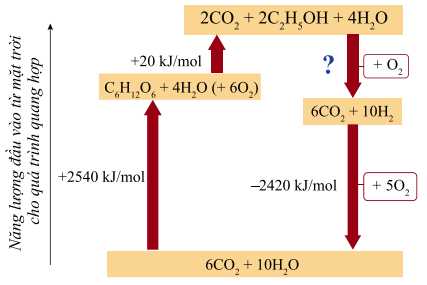 2CO₂ + 2C₂H₅OH + 4H₂O
+20 kJ/mol
?
+ O₂
C₆H₁₂O₆ + 4H₂O (+ 6O₂)
6CO₂ + 10H₂
+2540 kJ/mol
−2420 kJ/mol
+ 5O₂
6CO₂ + 10H₂O
Năng lượng đầu vào từ mặt trời
cho quá trình quang hợp